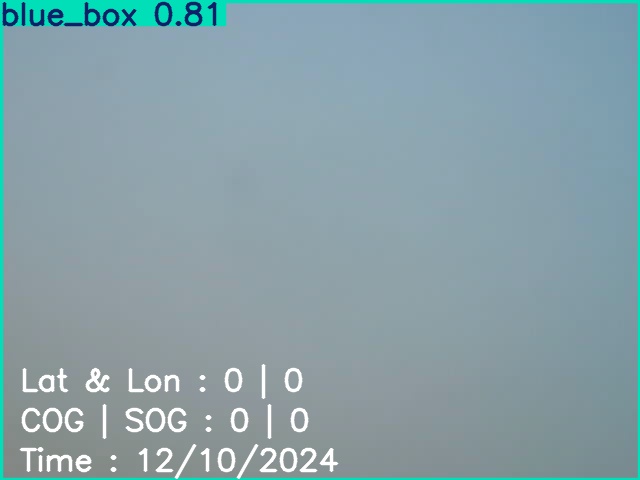 blue_box 0.81
Lat & Lon : 0 | 0
COG | SOG : 0 | 0
Time : 12/10/2024